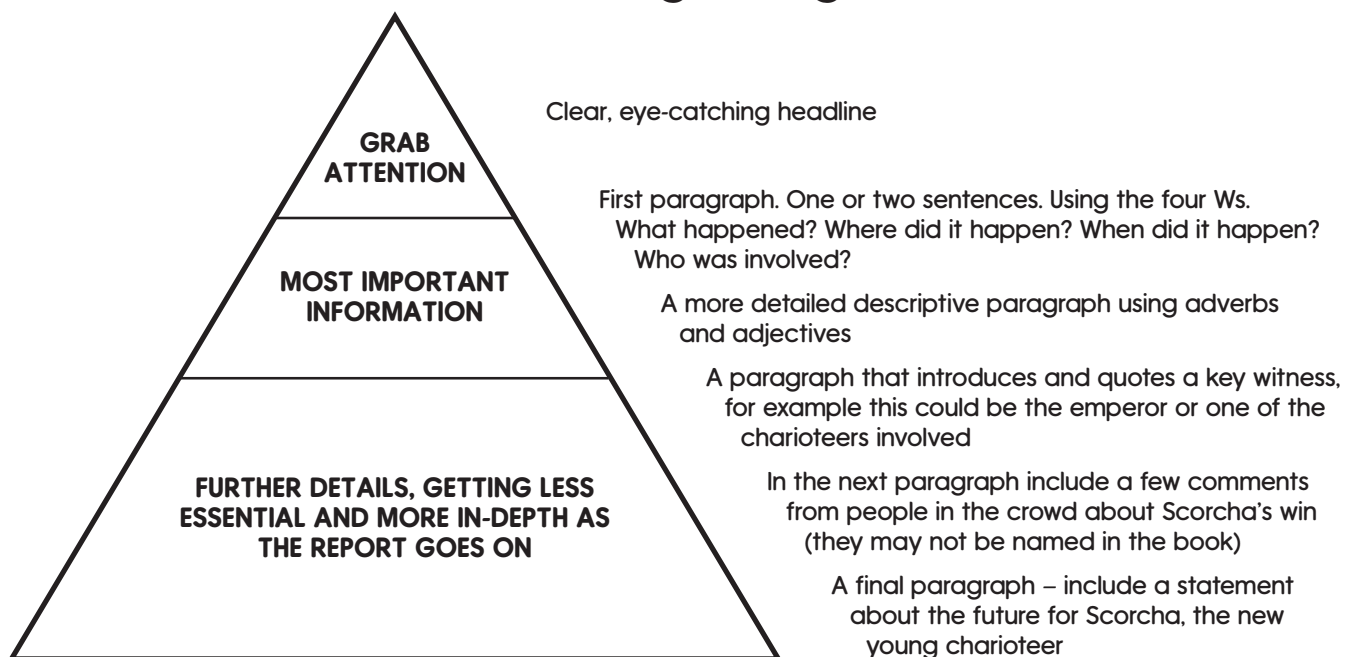 GRAB
ATTENTION
Clear, eye-catching headline
MOST IMPORTANT
INFORMATION
First paragraph. One or two sentences. Using the four Ws.
What happened? Where did it happen? When did it happen?
Who was involved?
A more detailed descriptive paragraph using adverbs
and adjectives
FURTHER DETAILS, GETTING LESS
ESSENTIAL AND MORE IN-DEPTH AS
THE REPORT GOES ON
A paragraph that introduces and quotes a key witness,
for example this could be the emperor or one of the
charioteers involved
In the next paragraph include a few comments
from people in the crowd about Scorcha’s win
(they may not be named in the book)
A final paragraph – include a statement
about the future for Scorcha, the new
young charioteer